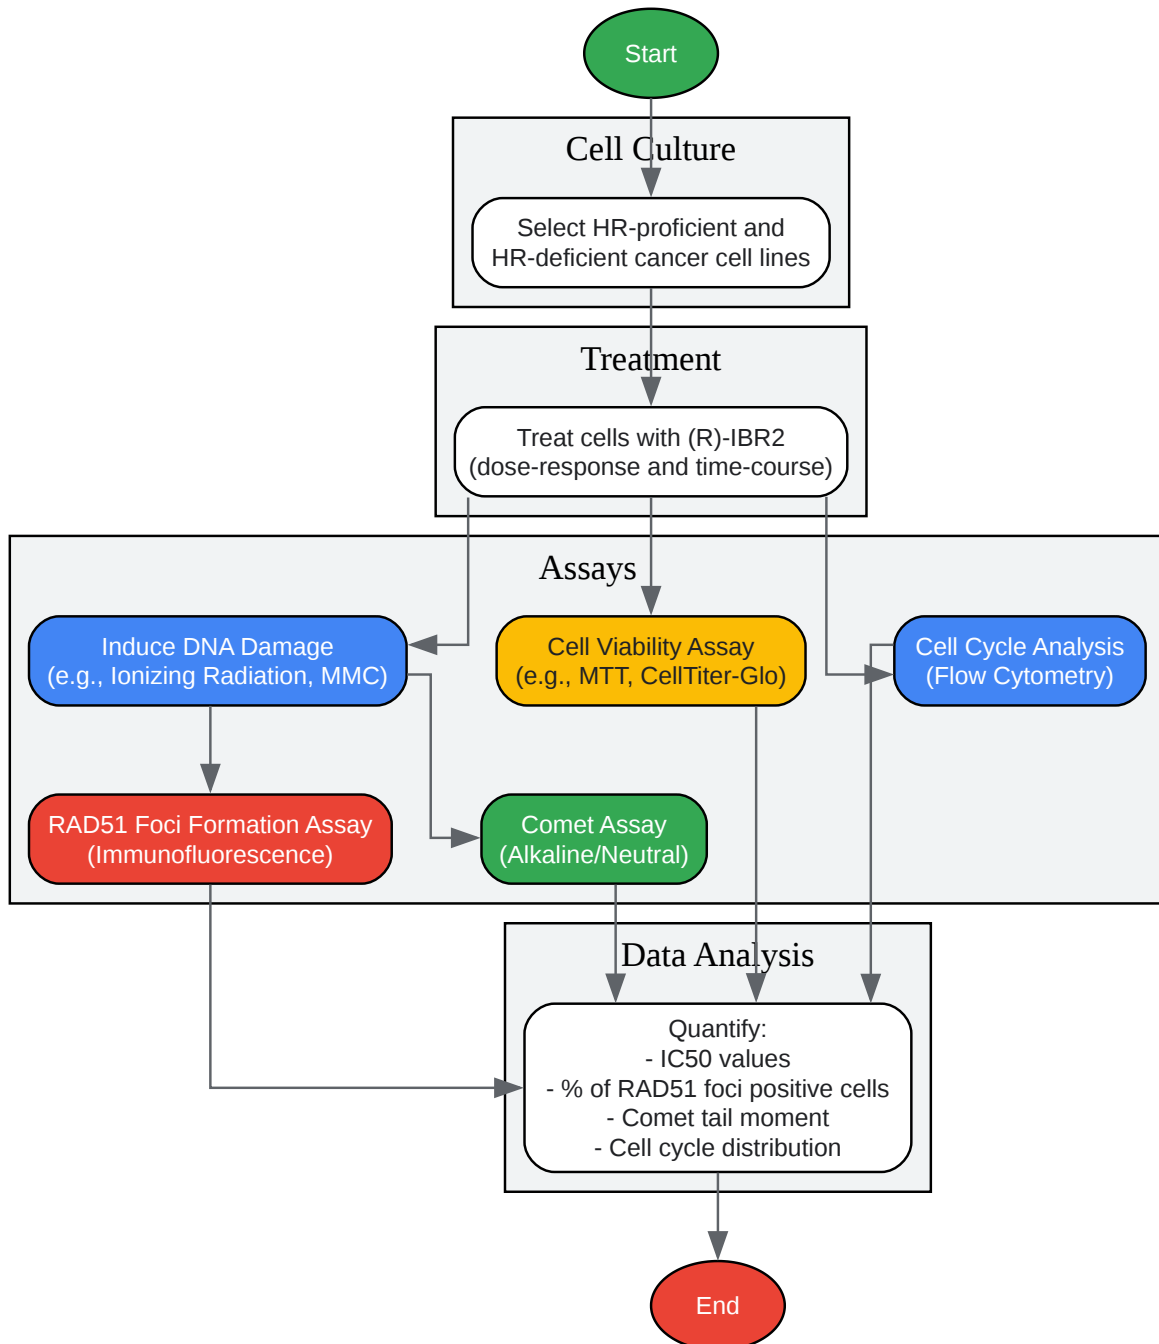 Start
Cell Culture
Select HR-proficient and
HR-deficient cancer cell lines
Treatment
Treat cells with (R)-IBR2
(dose-response and time-course)
Assays
Induce DNA Damage
(e.g., Ionizing Radiation, MMC)
Cell Viability Assay
(e.g., MTT, CellTiter-Glo)
Cell Cycle Analysis
(Flow Cytometry)
RAD51 Foci Formation Assay
(Immunofluorescence)
Comet Assay
(Alkaline/Neutral)
Data Analysis
Quantify:
- IC50 values
- % of RAD51 foci positive cells
- Comet tail moment
- Cell cycle distribution
End